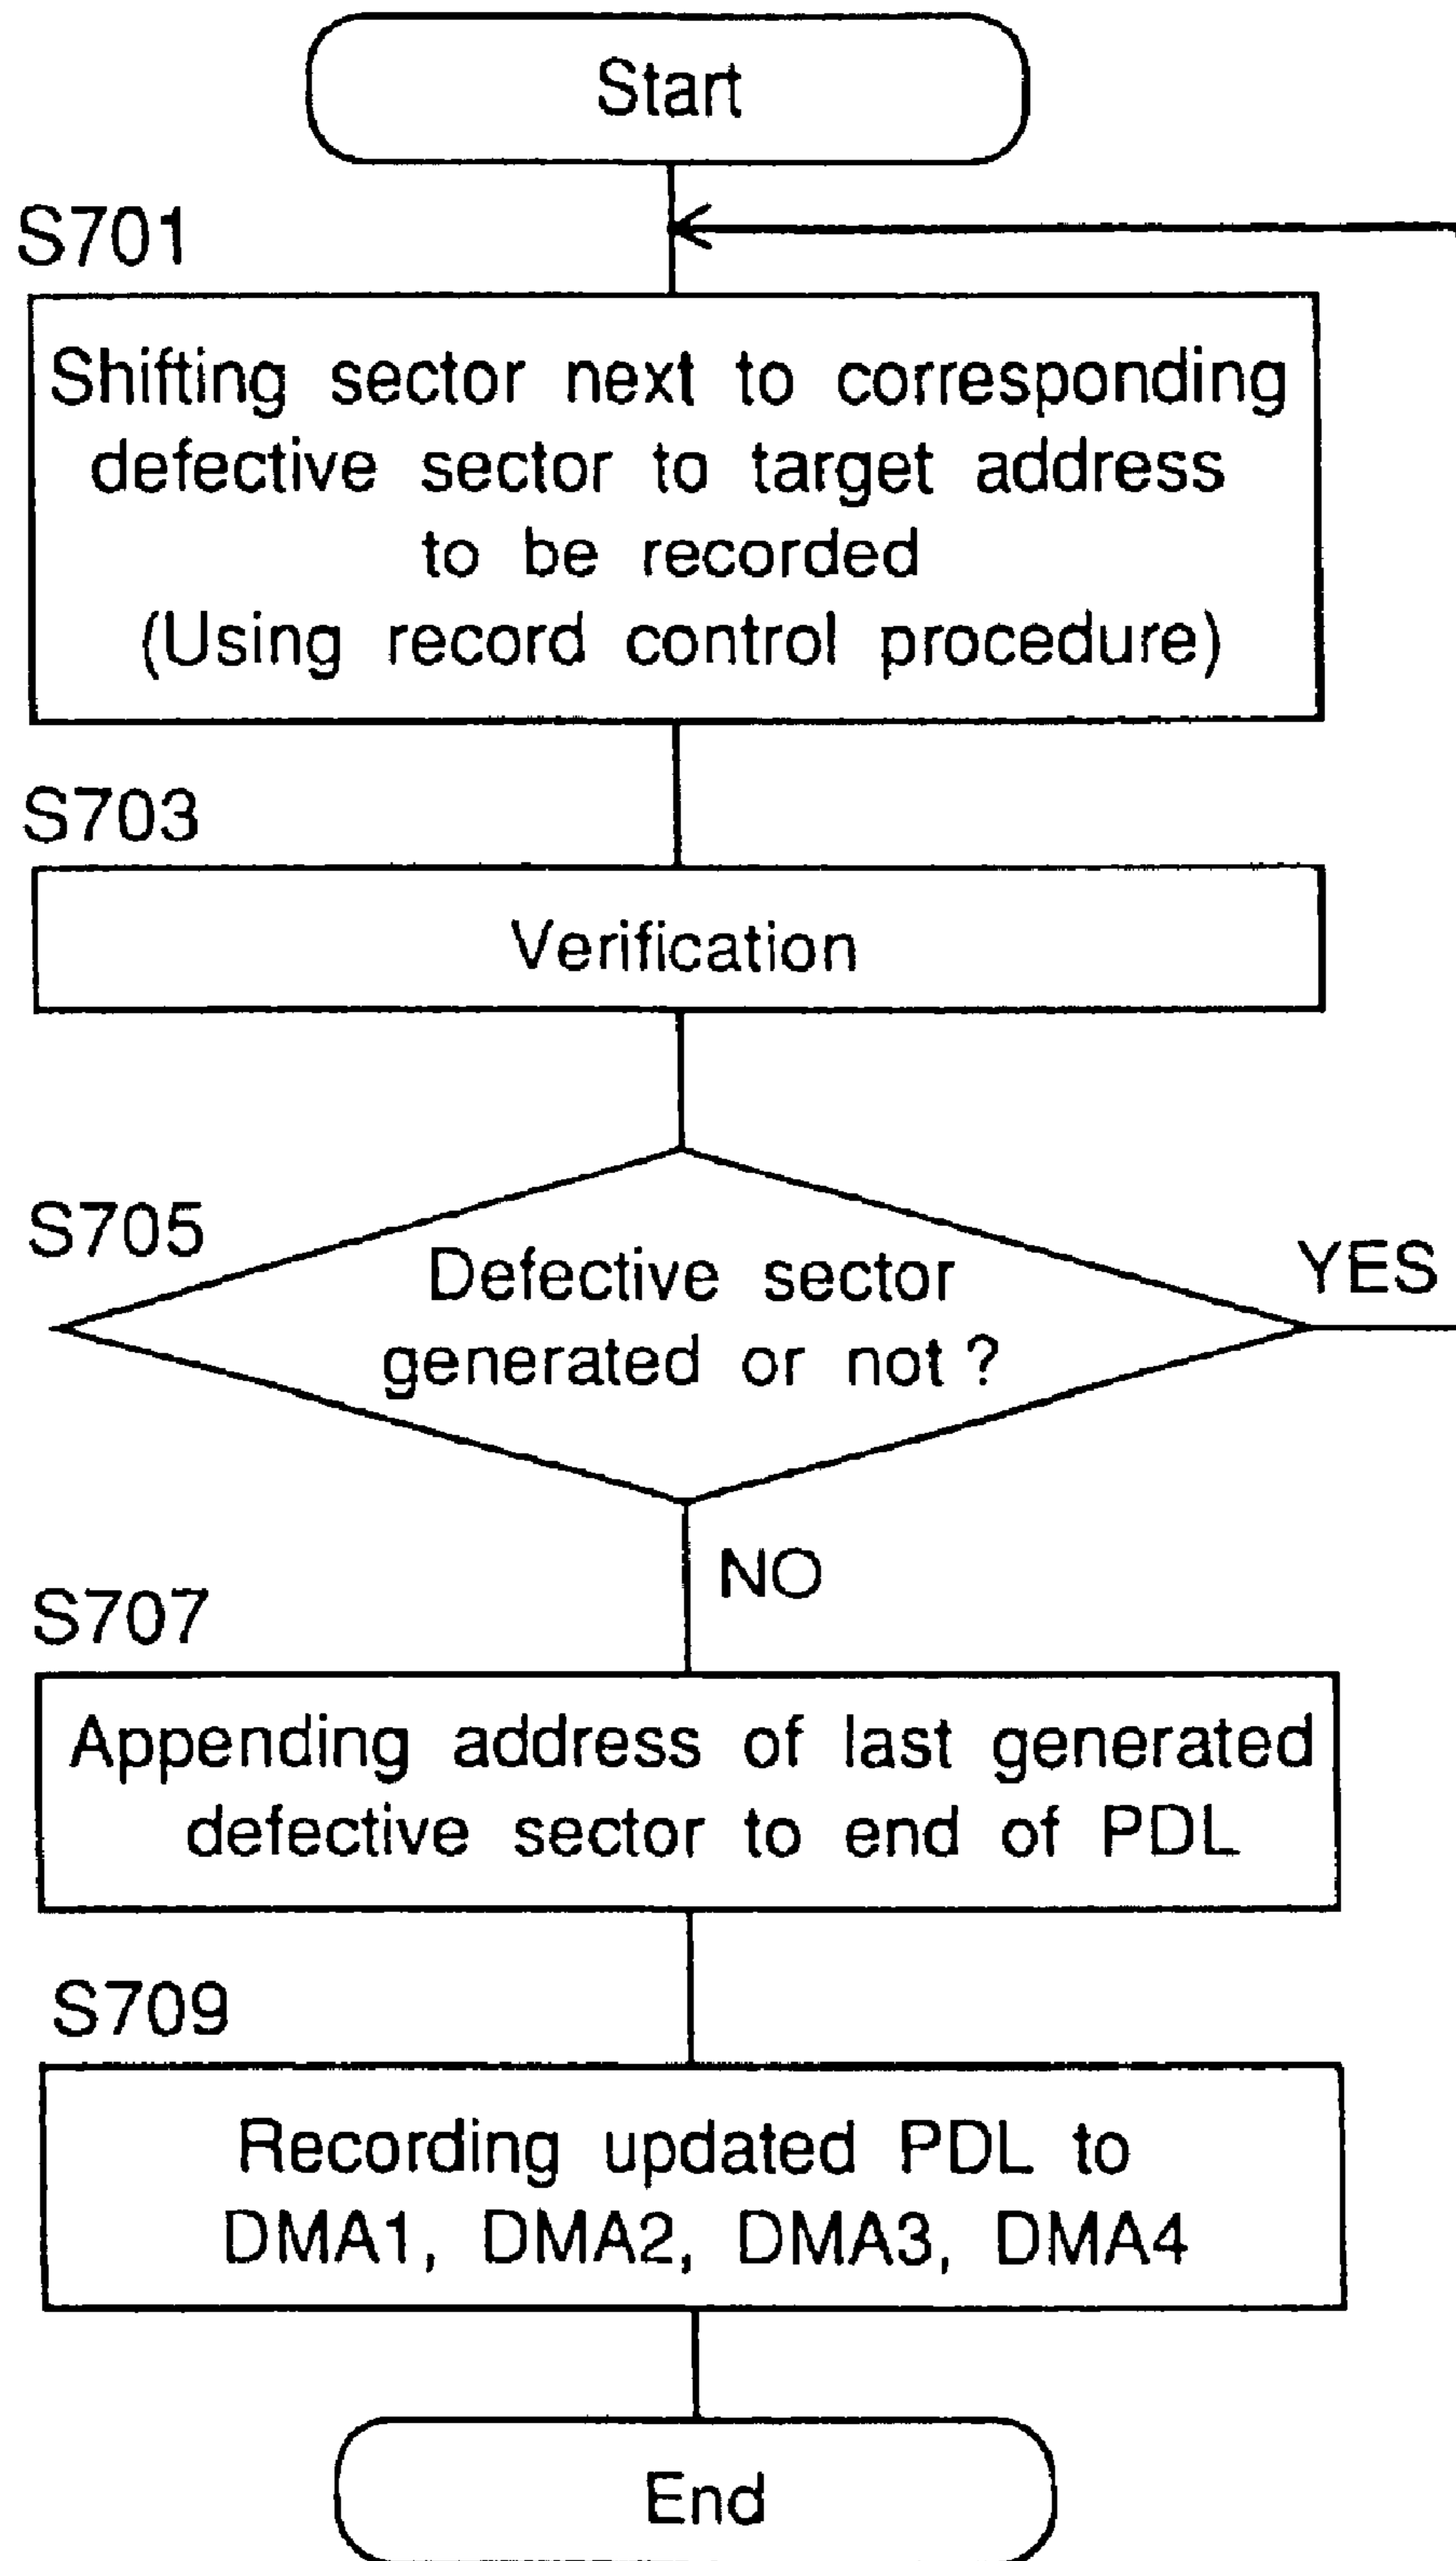 Start
S701
Shifting sector next to corresponding
defective sector to target address
to be recorded
(Using record control procedure)
S703
Verification
S705
Defective sector
generated or not ?
YES
NO
S707
Appending address of last generated
defective sector to end of PDL
S709
Recording updated PDL to
DMA1, DMA2, DMA3, DMA4
End